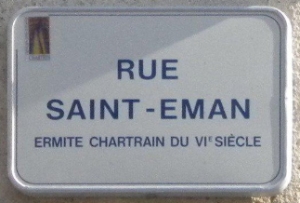 RUE
SAINT-EMAN
ERMITE CHARTRAIN DU VIE SIÈCLE